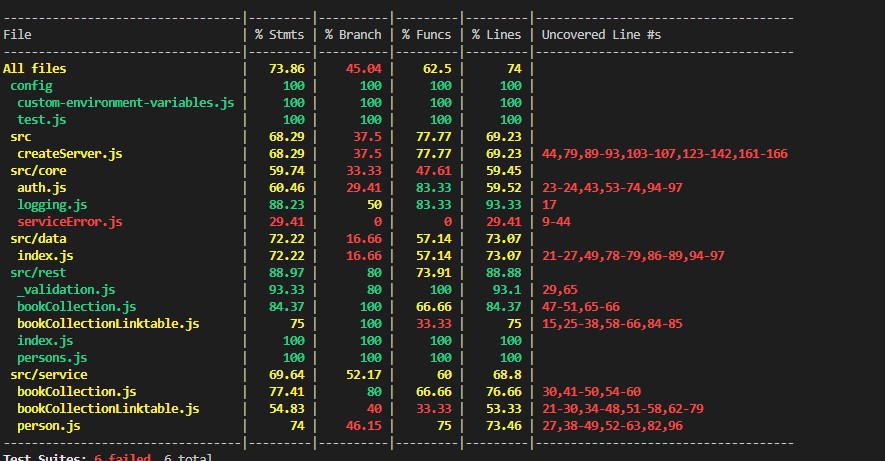 -------------------------------|---------|----------|---------|---------|----------------------------------
File | % Stmts | % Branch | % Funcs | % Lines | Uncovered Line #s
-------------------------------|---------|----------|---------|---------|----------------------------------
All files | 73.86 | 45.04 | 62.5 | 74 |
config | 100 | 100 | 100 | 100 |
custom-environment-variables.js | 100 | 100 | 100 | 100 |
test.js | 100 | 100 | 100 | 100 |
src | 68.29 | 37.5 | 77.77 | 69.23 |
createServer.js | 68.29 | 37.5 | 77.77 | 69.23 | 44,79,89-93,103-107,123-142,161-166
src/core | 59.74 | 33.33 | 47.61 | 59.45 |
auth.js | 60.46 | 29.41 | 83.33 | 59.52 | 23-24,43,53-74,94-97
logging.js | 88.23 | 50 | 83.33 | 93.33 | 17
serviceError.js | 29.41 | 0 | 0 | 29.41 | 9-44
src/data | 72.22 | 16.66 | 57.14 | 73.07 |
index.js | 72.22 | 16.66 | 57.14 | 73.07 | 21-27,49,78-79,86-89,94-97
src/rest | 88.97 | 80 | 73.91 | 88.88 |
_validation.js | 93.33 | 80 | 100 | 93.1 | 29,65
bookCollection.js | 84.37 | 100 | 66.66 | 84.37 | 47-51,65-66
bookCollectionLinktable.js | 75 | 100 | 33.33 | 75 | 15,25-38,58-66,84-85
index.js | 100 | 100 | 100 | 100 |
persons.js | 100 | 100 | 100 | 100 |
src/service | 69.64 | 52.17 | 60 | 68.8 |
bookCollection.js | 77.41 | 80 | 66.66 | 76.66 | 30,41-50,54-60
bookCollectionLinktable.js | 54.83 | 40 | 33.33 | 53.33 | 21-30,34-48,51-58,62-79
person.js | 74 | 46.15 | 75 | 73.46 | 27,38-49,52-63,82,96
-------------------------------|---------|----------|---------|---------|----------------------------------
Test Suites: 6 failed, 6 total